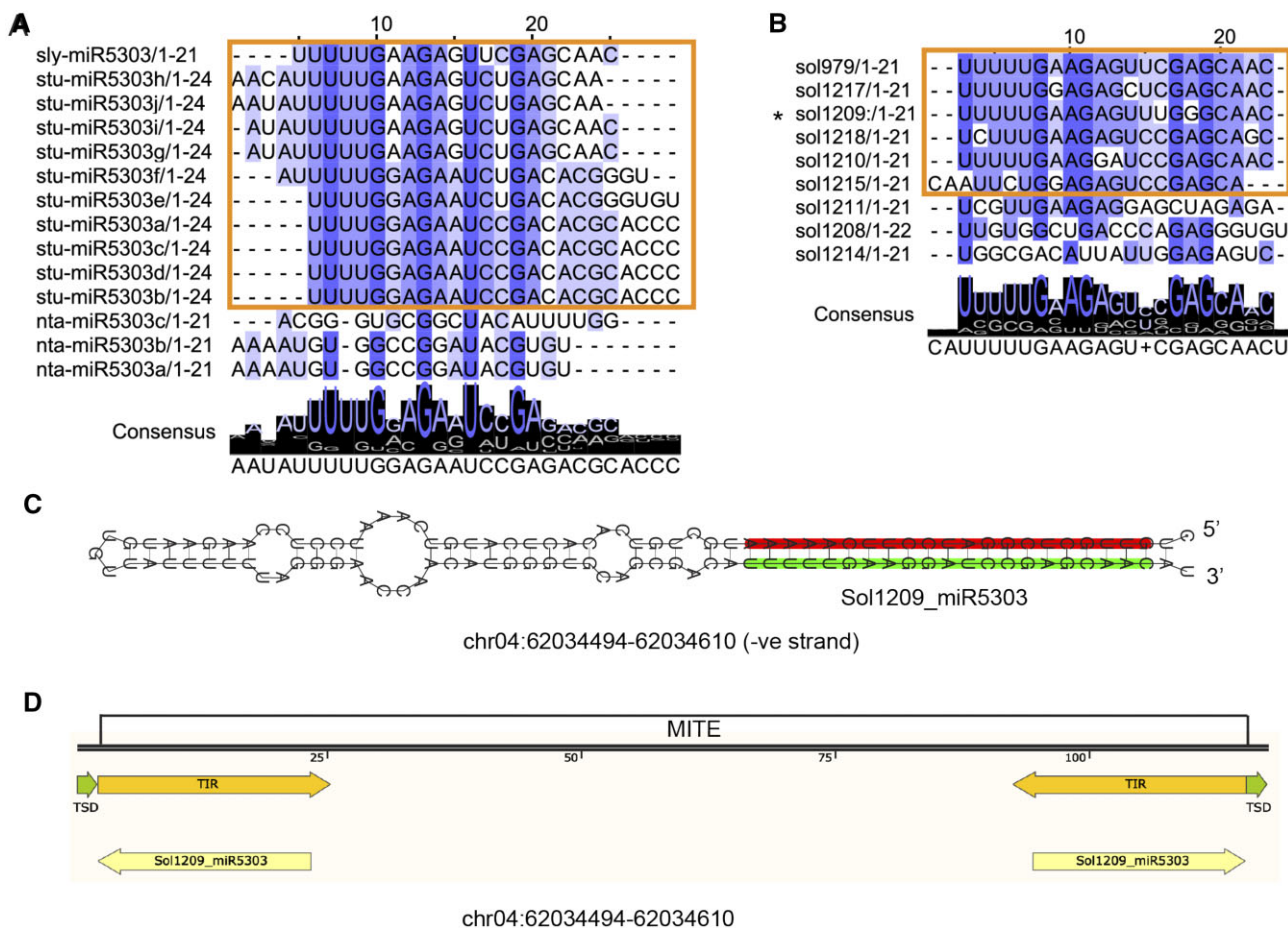 A
10 20
sly-miR5303/1-21 - - - - UUUUUGAAGAGUUCGAGCAAC - - - -
stu-miR5303h/1-24 AACAUUUUUGAAGAGUCUGAGCAA - - - - -
stu-miR5303j/1-24 AAUAUUUUUGAAGAGUCUGAGCAA - - - - -
stu-miR5303i/1-24 - AUAUUUUUGAAGAGUCUGAGCAAC - - - -
stu-miR5303g/1-24 - AUAUUUUUGAAGAGUCUGAGCAAC - - - -
stu-miR5303f/1-24 - - - AUUUUUGGAGAAUCUGACACGGGU - -
stu-miR5303e/1-24 - - - - - UUUUGGAGAAUCUGACACGGGUGU
stu-miR5303a/1-24 - - - - - UUUUGGAGAAUCCGACACGCACCC
stu-miR5303c/1-24 - - - - - UUUUGGAGAAUCCGACACGCACCC
stu-miR5303d/1-24 - - - - - UUUUGGAGAAUCCGACACGCACCC
stu-miR5303b/1-24 - - - - - UUUUGGAGAAUCCGACACGCACCC
nta-miR5303c/1-21 - - - ACGG - GUGCGGCUACAUUUUGG - - - -
nta-miR5303b/1-21 AAAAUGU - GGCCGGAUACGUGU - - - - - - -
nta-miR5303a/1-21 AAAAUGU - GGCCGGAUACGUGU - - - - - - -
Consensus
AAUAUUUUUGGAGAAUCCGAGACGCACCC
B
10 20
sol979/1-21 - - UUUUUGAAGAGUUCGAGCAAC -
sol1217/1-21 - - UUUUUGGAGAGCUCGAGCAAC -
* sol1209:/1-21 - - UUUUUGAAGAGUUUGGGCAAC -
sol1218/1-21 - - UCUUUGAAGAGUCCGAGCAGC -
sol1210/1-21 - - UUUUUGAAGGAUCCGAGCAAC -
sol1215/1-21 CAAUUCUGGAGAGUCCGAGCA - - -
sol1211/1-21 - - UCGUUGAAGAGGAGCUAGAGA -
sol1208/1-22 - - UUGUGGCUGACCCAGAGGGUGU
sol1214/1-21 - - UGGCGACAUUAUUGGAGAGUC -
Consensus
CAUUUUUGAAGAGU+CGAGCAACU
C
5'
3'
Sol1209_miR5303
chr04:62034494-62034610 (-ve strand)
D
MITE
25 50 75 100
TIR TIR
TSD TSD
Sol1209_miR5303 Sol1209_miR5303
chr04:62034494-62034610